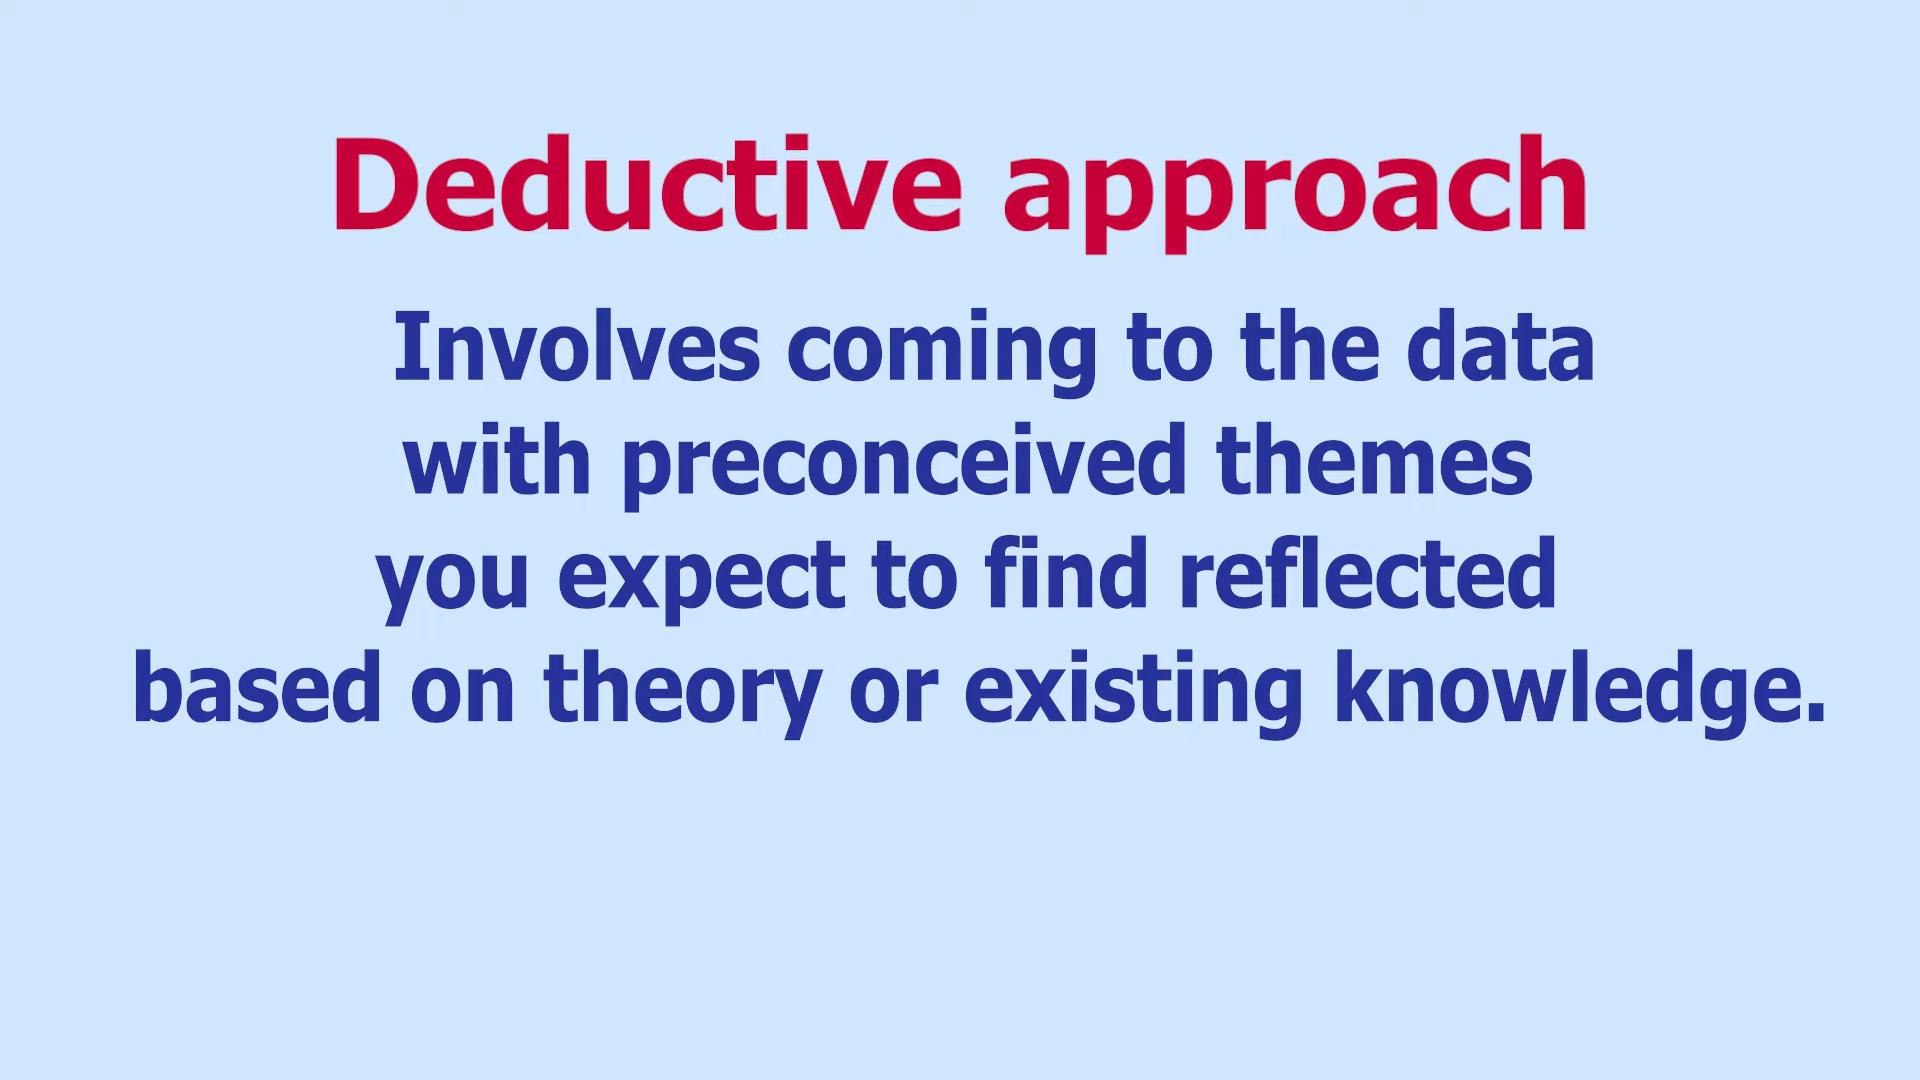 Deductive approach
Involves coming to the data
with preconceived themes
you expect to find reflected
based on theory or existing knowledge.